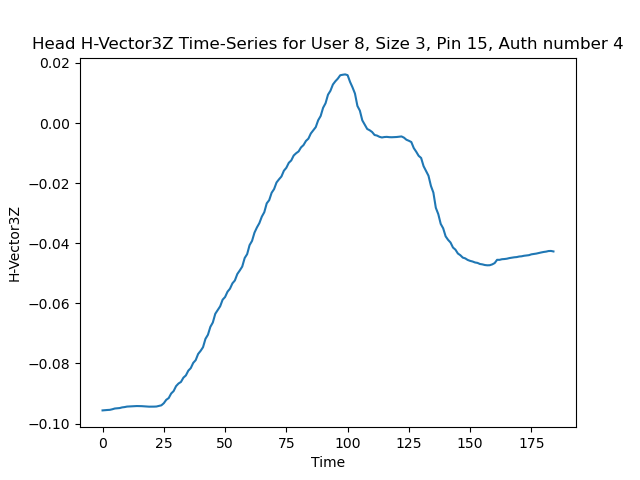 Head H-Vector3Z Time-Series for User 8, Size 3, Pin 15, Auth number 4
0.02
0.00
−0.02
−0.04
−0.06
−0.08
−0.10
H-Vector3Z
0 25 50 75 100 125 150 175
Time